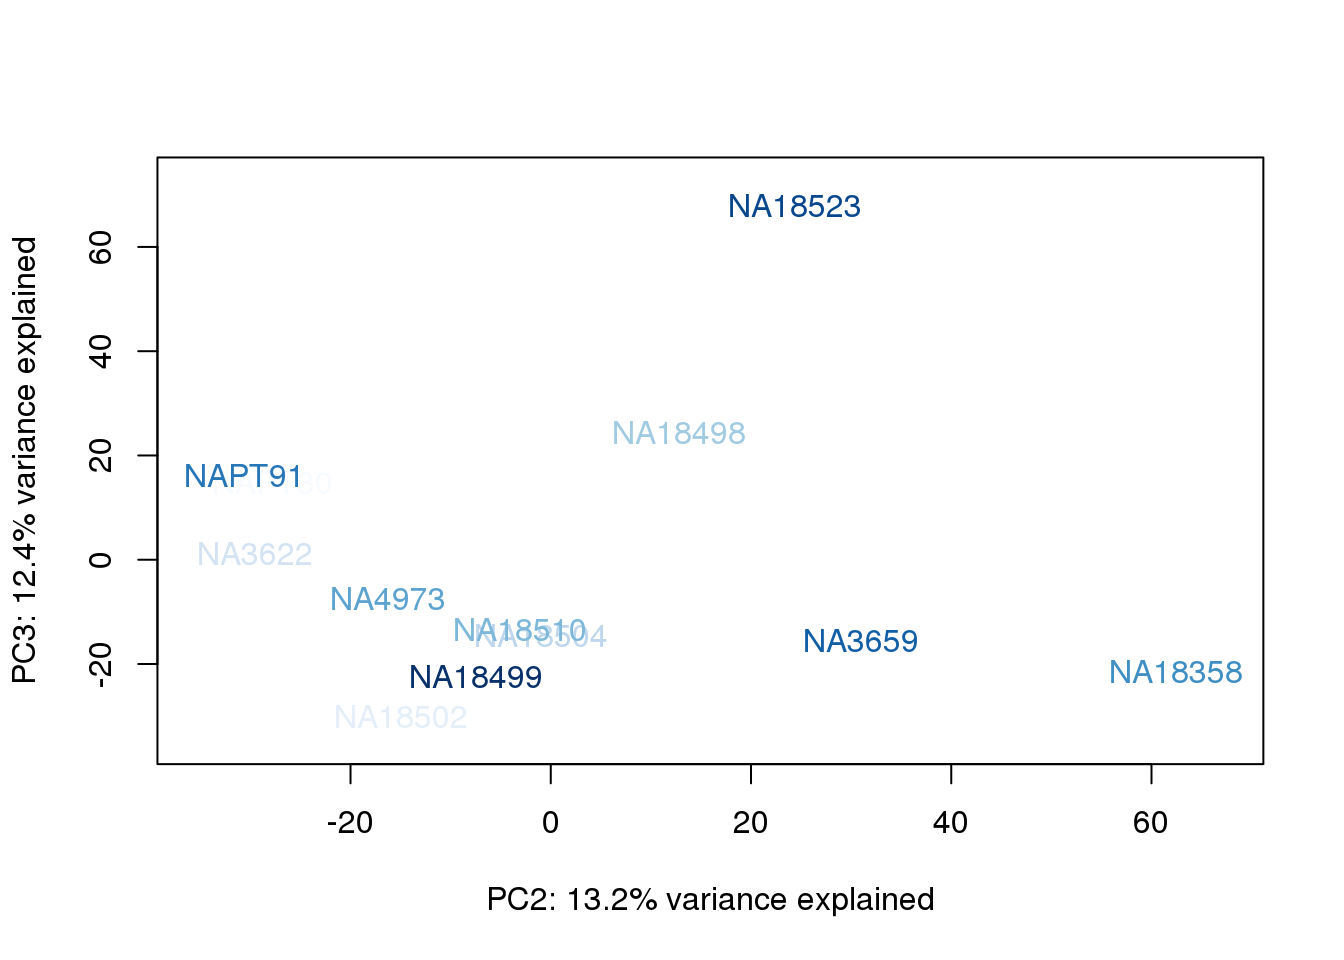 NA18523
60
40
NA18498
20
NAPT91
NA3622
0
NA4973
NA18510
NA18504
NA3659
-20
NA18499
NA18358
NA18502
-20 0 20 40 60
PC3: 12.4% variance explained
PC2: 13.2% variance explained